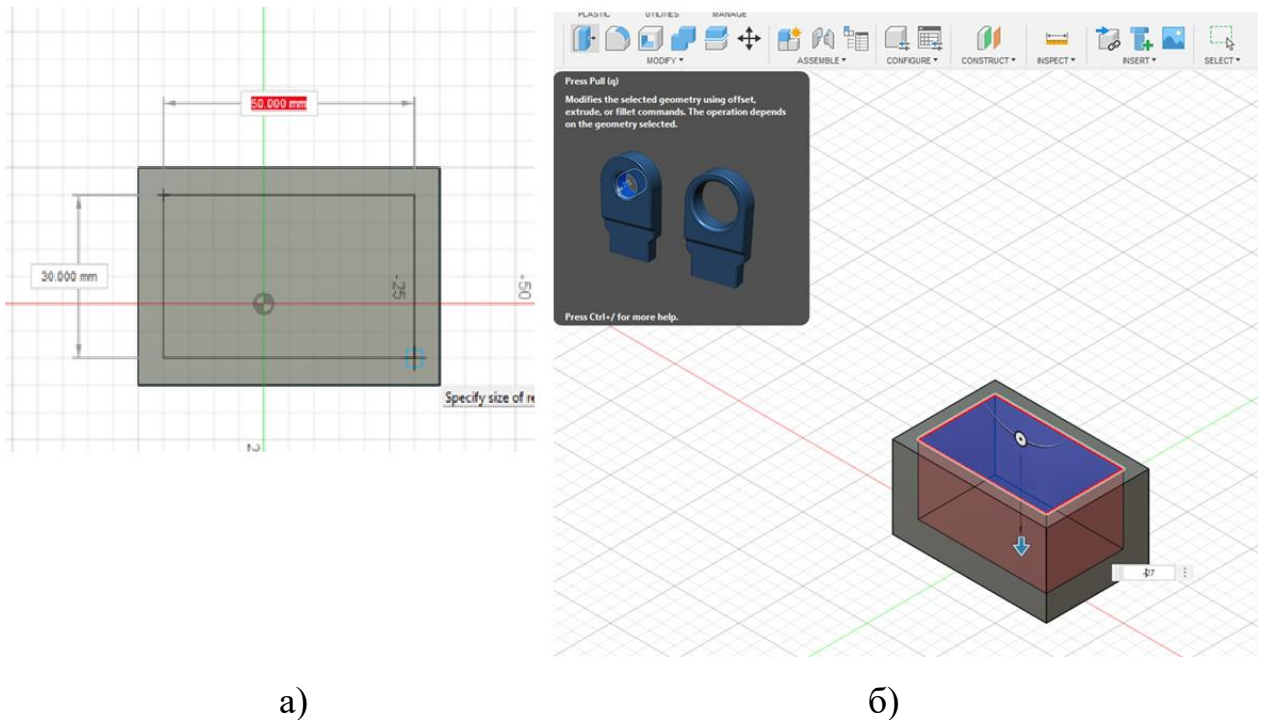 PLASTIC UTILITIES MANAGE
MODIFY ▾ ASSEMBLE ▾ CONFIGURE ▾ CONSTRUCT ▾ INSPECT ▾ INSERT ▾ SELECT ▾
Press Pull (q)
Modifies the selected geometry using offset,
extrude, or fillet commands. The operation depends
on the geometry selected.
Press Ctrl+/ for more help.
50.000 mm
30.000 mm
-25
-50
Specify size of re
2
-27
а)
б)